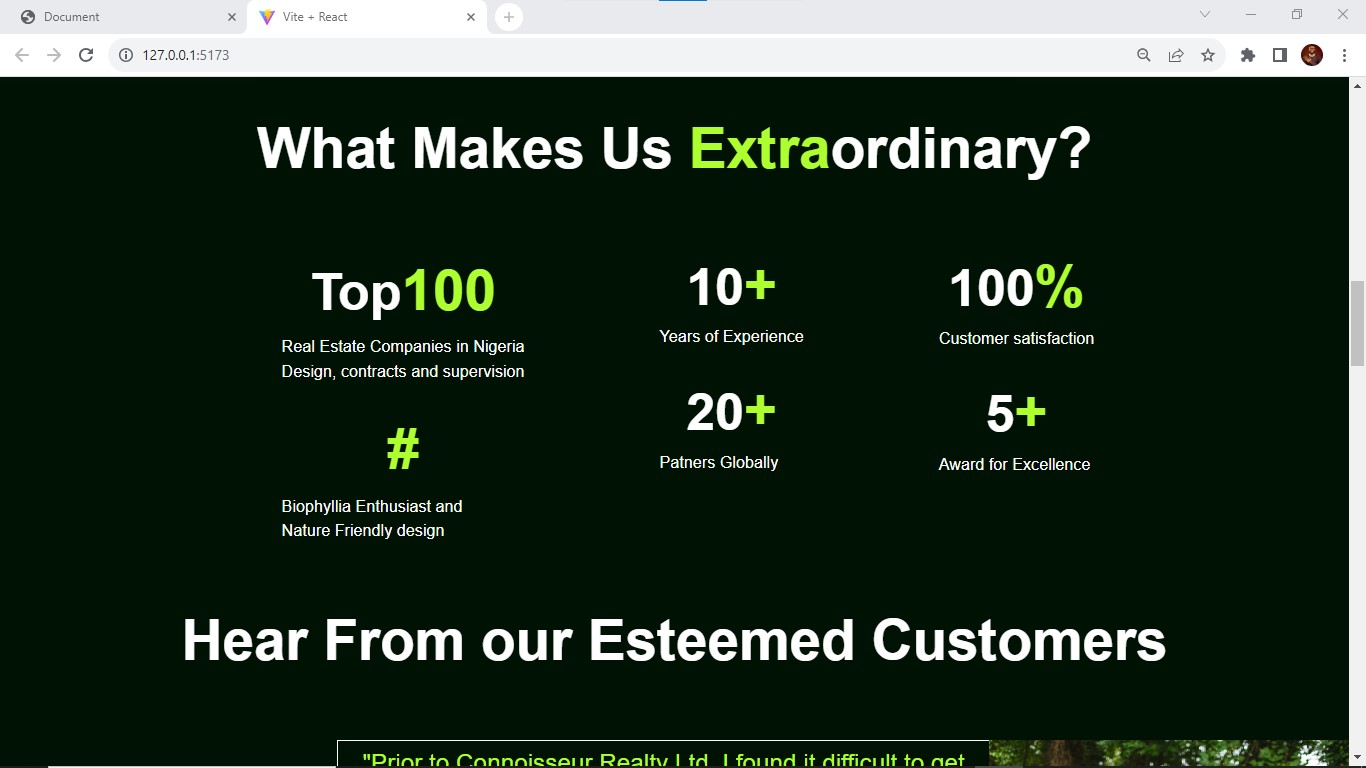 Document
Vite + React
127.0.0.1:5173
What Makes Us Extraordinary?
Top100
Real Estate Companies in Nigeria
Design, contracts and supervision
#
Biophyllia Enthusiast and
Nature Friendly design
10+
Years of Experience
20+
Patners Globally
100%
Customer satisfaction
5+
Award for Excellence
Hear From our Esteemed Customers
"Prior to Connoisseur Realty Ltd, I found it difficult to get